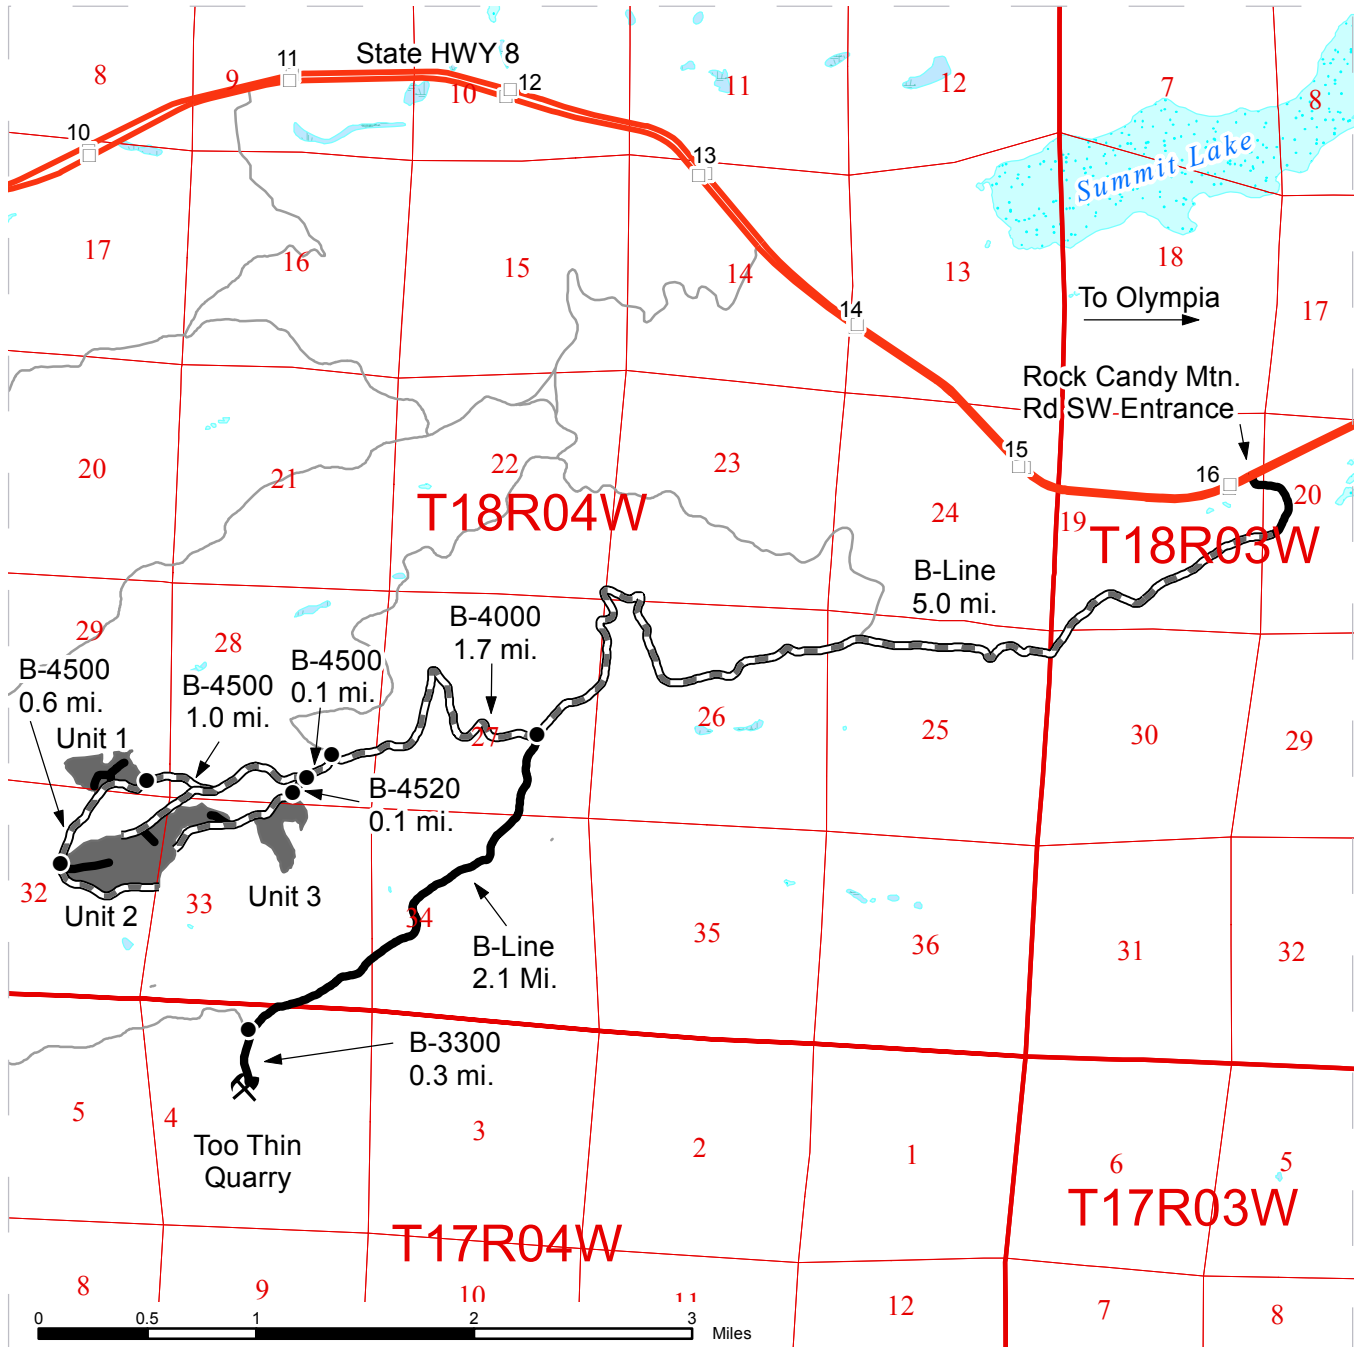 State HWY 8
11
12
8
9
10
11
12
7
8
10
13
Summit Lake
17
16
15
14
13
18
To Olympia
14
17
Rock Candy Mtn.
Rd SW Entrance
15
16
20
21
22
23
24
19
20
T18R04W
T18R03W
B-Line
5.0 mi.
29
28
B-4000
1.7 mi.
B-4500
0.1 mi.
B-4500
0.6 mi.
B-4500
1.0 mi.
Unit 1
27
26
25
30
29
B-4520
0.1 mi.
32
Unit 2
33
Unit 3
34
35
36
31
32
B-Line
2.1 Mi.
B-3300
0.3 mi.
5
4
3
2
1
6
5
Too Thin
Quarry
T17R03W
T17R04W
8
9
10
11
12
7
8
0
0.5
1
2
3
Miles